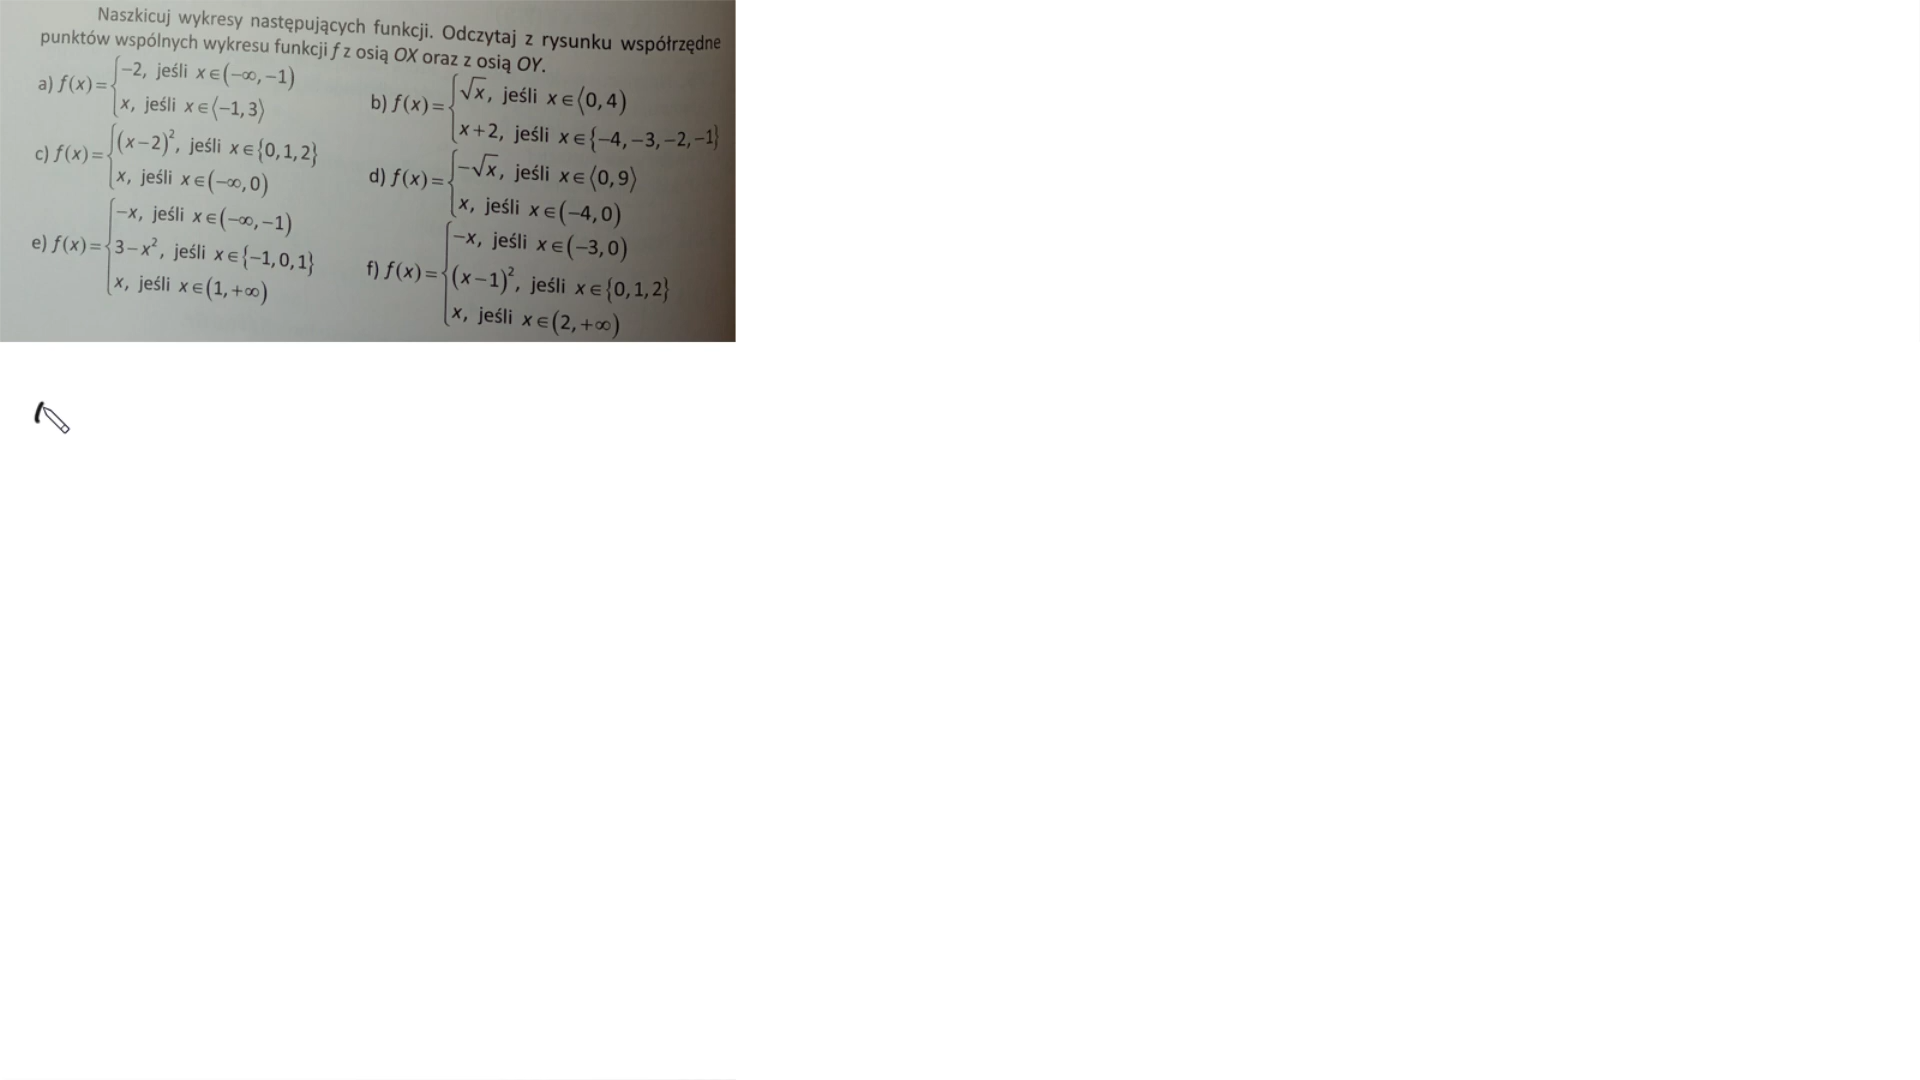 Naszkicuj wykresy następujących funkcji. Odczytaj z rysunku współrzędne
punktów wspólnych wykresu funkcji f z osią OX oraz z osią OY.
a) f(x) = { −2, jeśli x ∈ (−∞, −1)
x, jeśli x ∈ ⟨−1, 3⟩
b) f(x) = { √x, jeśli x ∈ ⟨0, 4)
x + 2, jeśli x ∈ {−4, −3, −2, −1}
c) f(x) = { (x − 2)², jeśli x ∈ {0, 1, 2}
x, jeśli x ∈ (−∞, 0)
d) f(x) = { −√x, jeśli x ∈ ⟨0, 9⟩
x, jeśli x ∈ (−4, 0)
e) f(x) = { −x, jeśli x ∈ (−∞, −1)
3 − x², jeśli x ∈ {−1, 0, 1}
x, jeśli x ∈ (1, +∞)
f) f(x) = { −x, jeśli x ∈ (−3, 0)
(x − 1)², jeśli x ∈ {0, 1, 2}
x, jeśli x ∈ (2, +∞)